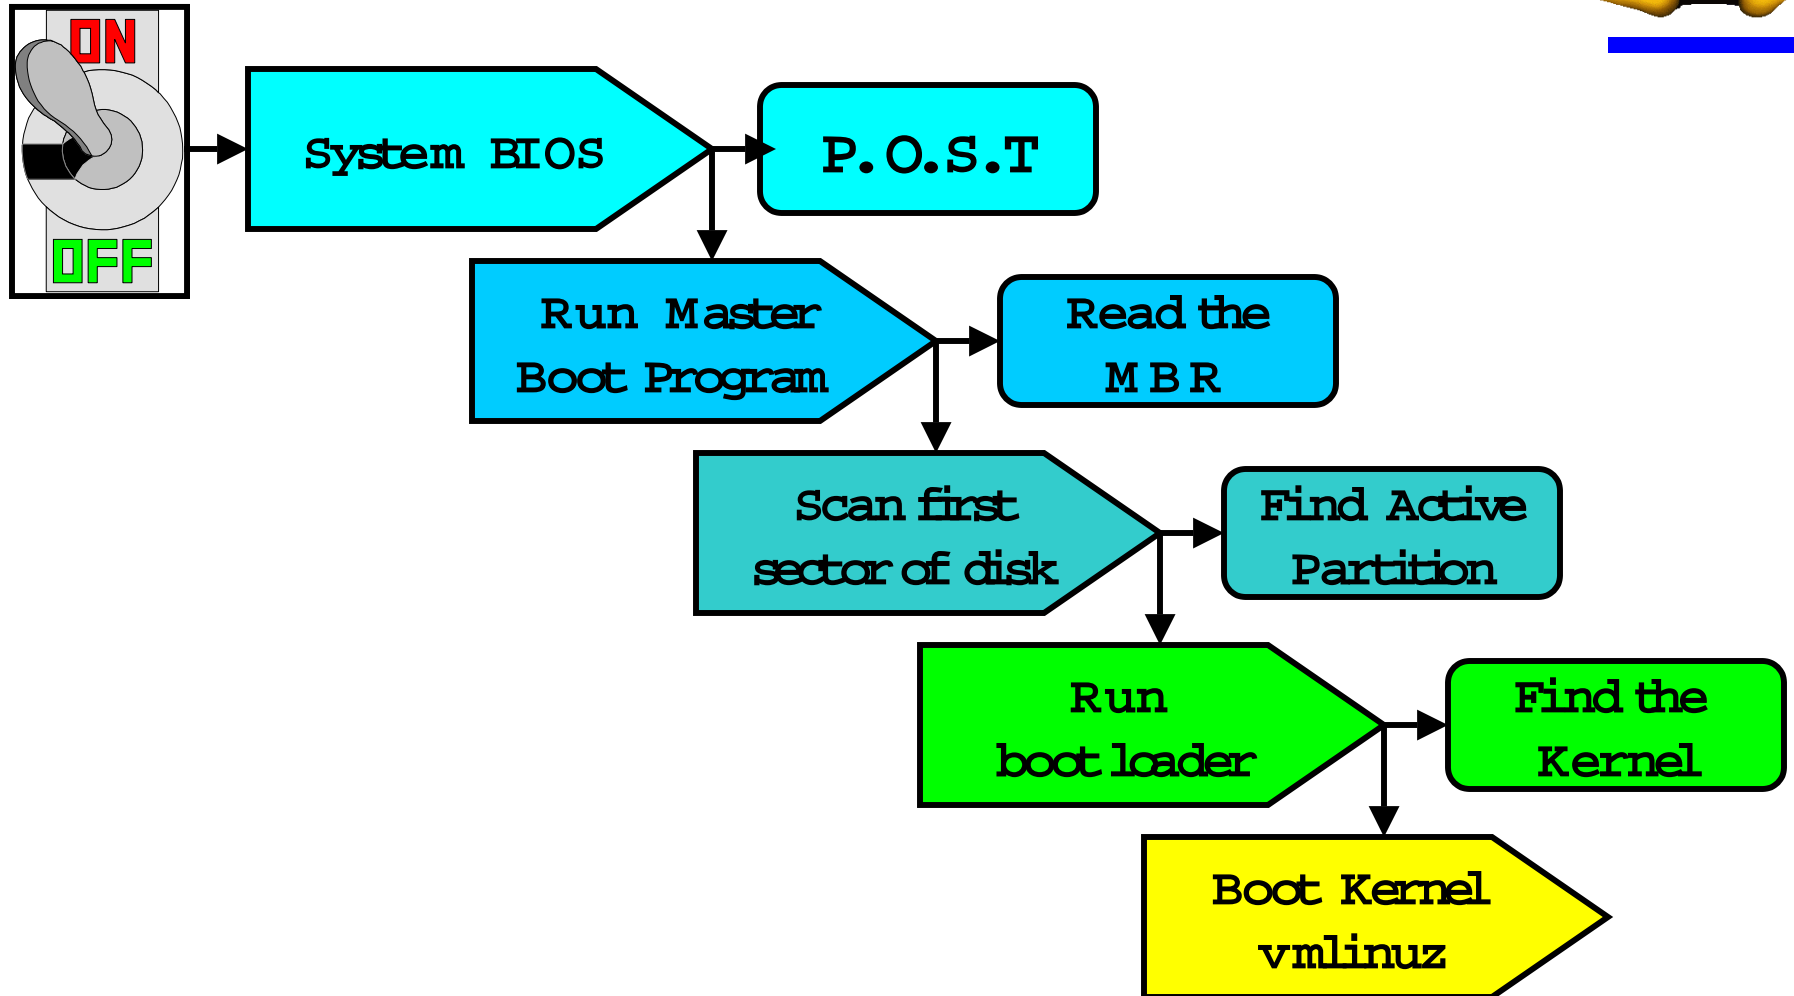 ON
OFF
System BIOS
P.O.S.T
Run Master
Boot Program
Read the
MBR
Scan first
sector of disk
Find Active
Partition
Run
boot loader
Find the
Kernel
Boot Kernel
vmlinuz